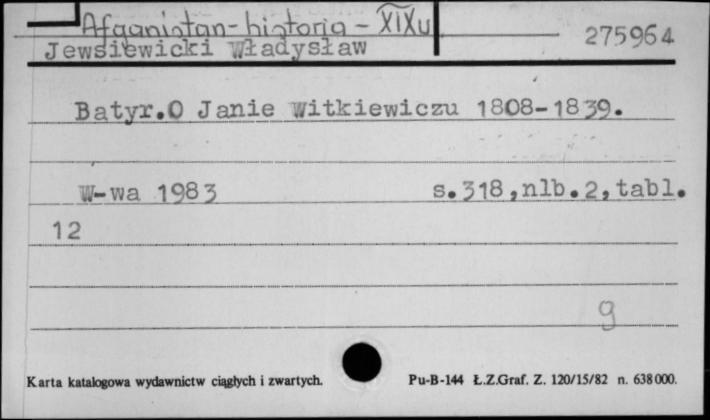 Afganistan-historia - XIXw
275964
Jewsiewicki Władysław
Batyr.O Janie Witkiewiczu 1808-1839.
W-wa 1983 s.318,nlb.2,tabl.
12
g
Karta katalogowa wydawnictw ciągłych i zwartych. Pu-B-144 Ł.Z.Graf. Z. 120/15/82 n. 638000.